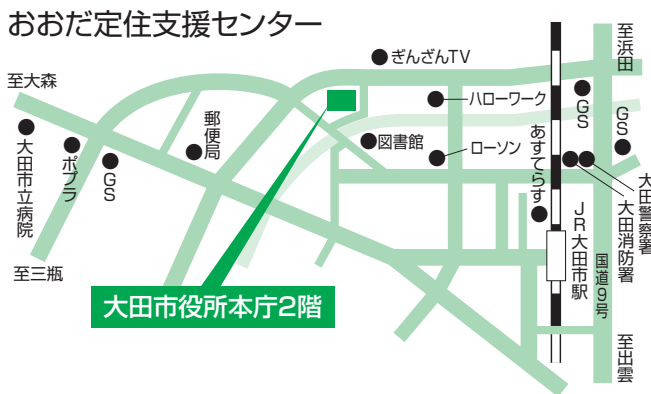 おおだ定住支援センター
至浜田
ぎんざんTV
至大森
ハローワーク
GS
GS
郵便局
あすてらす
図書館
ローソン
大田市立病院
ポプラ
GS
大田警察署
大田消防署
JR大田市駅
国道9号
至三瓶
大田市役所本庁2階
至出雲